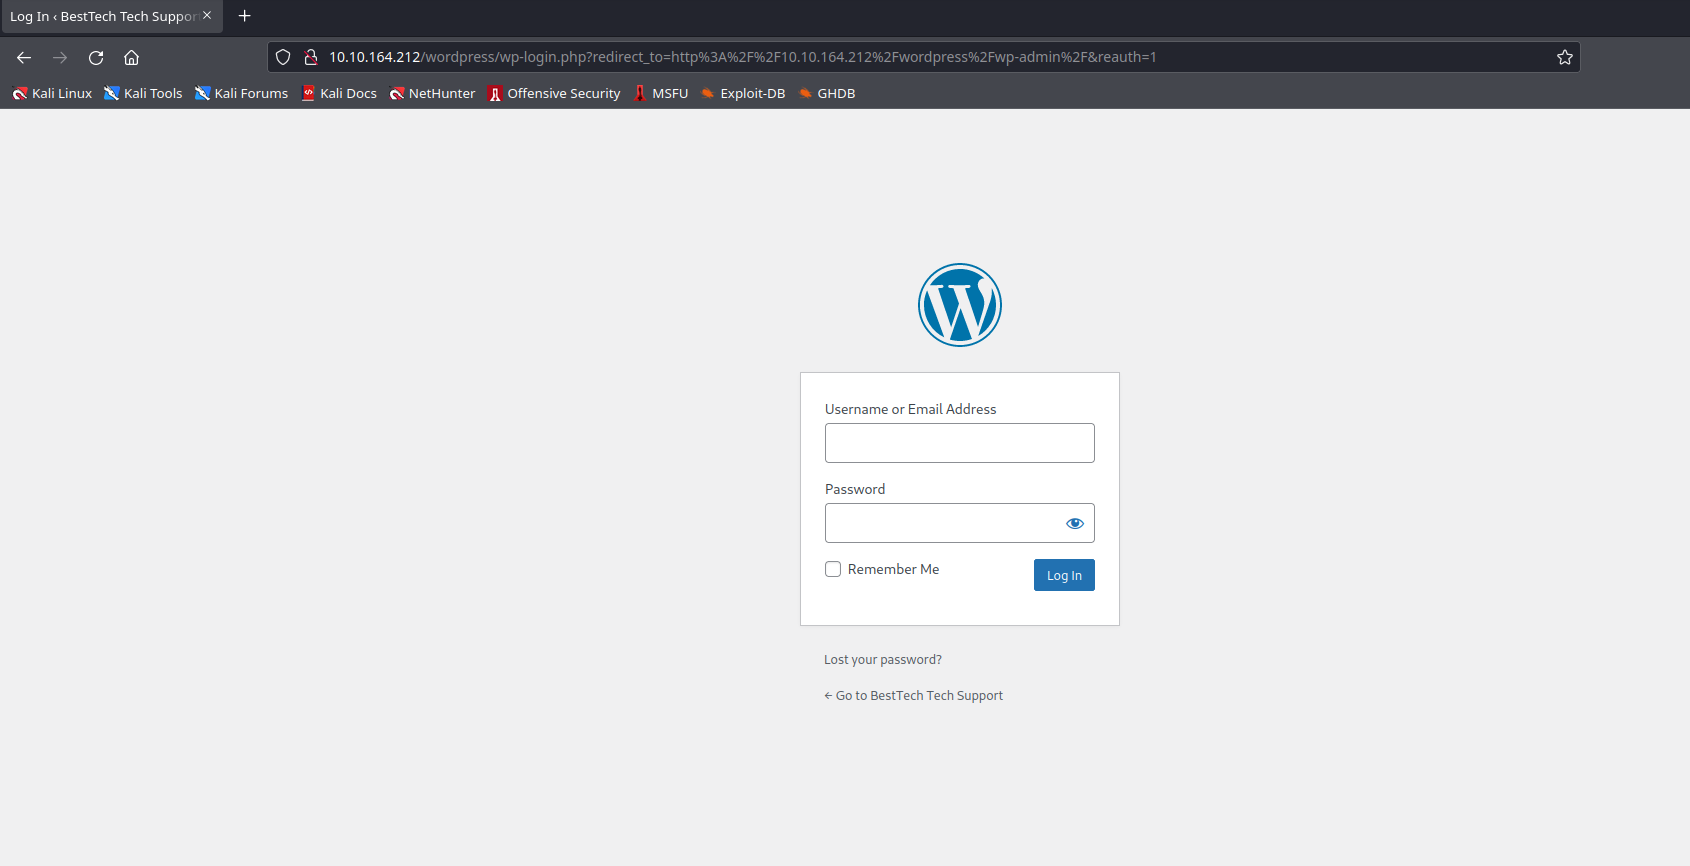 Log In ‹ BestTech Tech Suppor
10.10.164.212/wordpress/wp-login.php?redirect_to=http%3A%2F%2F10.10.164.212%2Fwordpress%2Fwp-admin%2F&reauth=1
Kali Linux Kali Tools Kali Forums Kali Docs NetHunter Offensive Security MSFU Exploit-DB GHDB
Username or Email Address
Password
Remember Me
Log In
Lost your password?
← Go to BestTech Tech Support